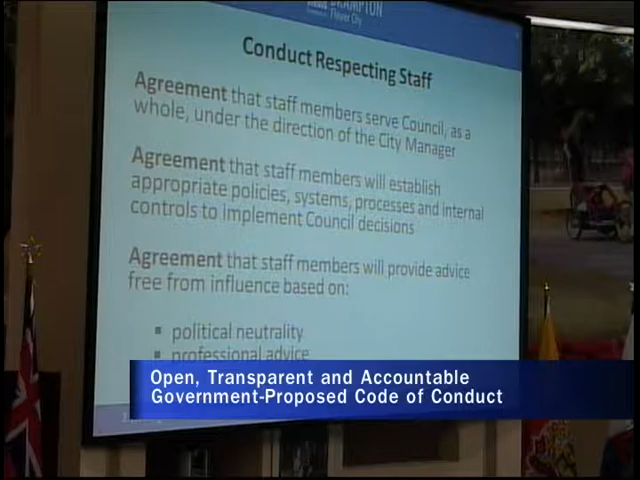 BRAMPTON
Flower City
Conduct Respecting Staff
Agreement that staff members serve Council, as a
whole, under the direction of the City Manager
Agreement that staff members will establish
appropriate policies, systems, processes and internal
controls to implement Council decisions
Agreement that staff members will provide advice
free from influence based on:
▪ political neutrality
▪ professional advice
Open, Transparent and Accountable
Government-Proposed Code of Conduct